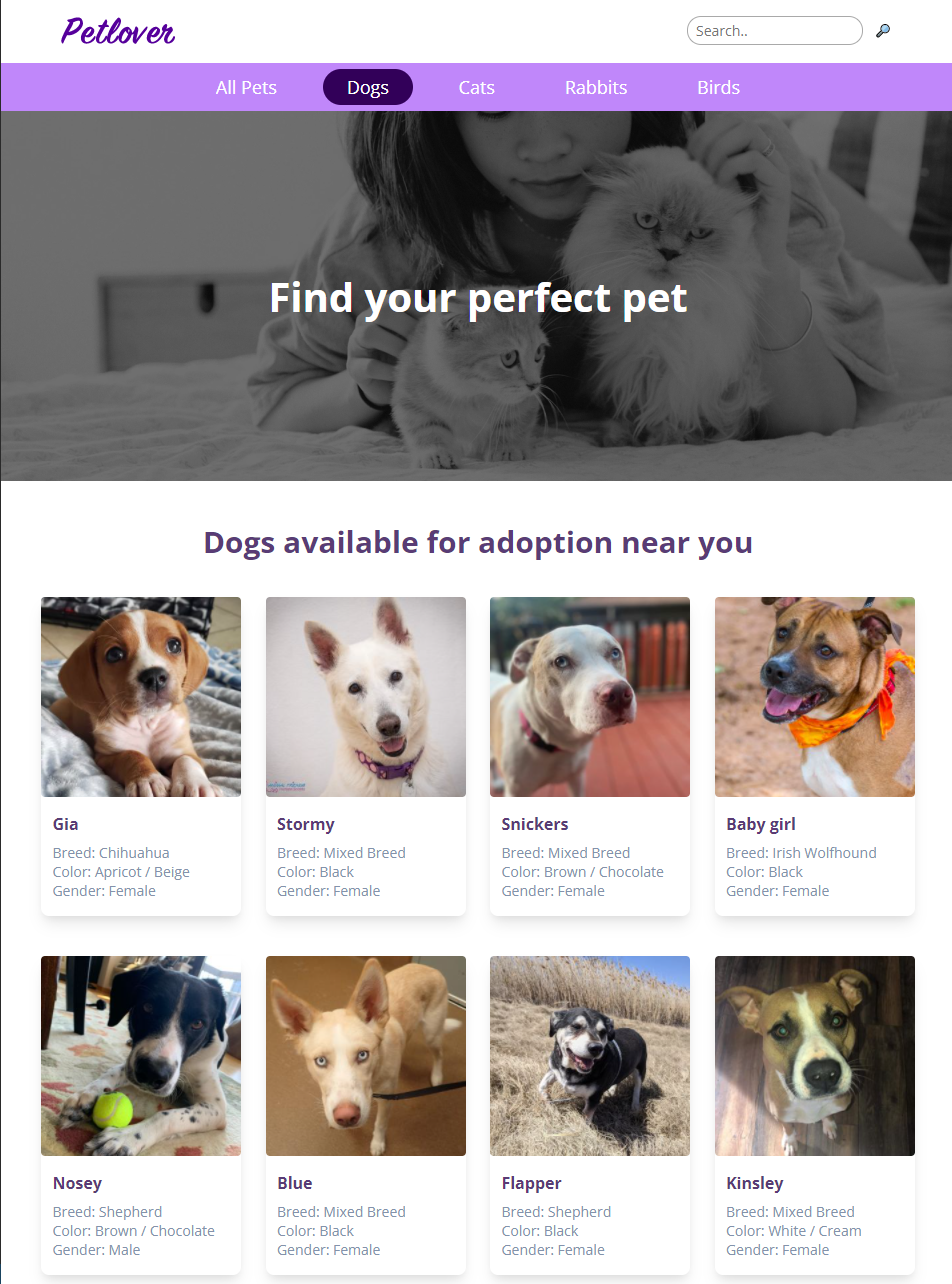 Petlover
Search..
All Pets
Dogs
Cats
Rabbits
Birds
Find your perfect pet
Dogs available for adoption near you
Gia
Breed: Chihuahua
Color: Apricot / Beige
Gender: Female
Stormy
Breed: Mixed Breed
Color: Black
Gender: Female
Snickers
Breed: Mixed Breed
Color: Brown / Chocolate
Gender: Female
Baby girl
Breed: Irish Wolfhound
Color: Black
Gender: Female
Nosey
Breed: Shepherd
Color: Brown / Chocolate
Gender: Male
Blue
Breed: Mixed Breed
Color: Black
Gender: Female
Flapper
Breed: Shepherd
Color: Black
Gender: Female
Kinsley
Breed: Mixed Breed
Color: White / Cream
Gender: Female